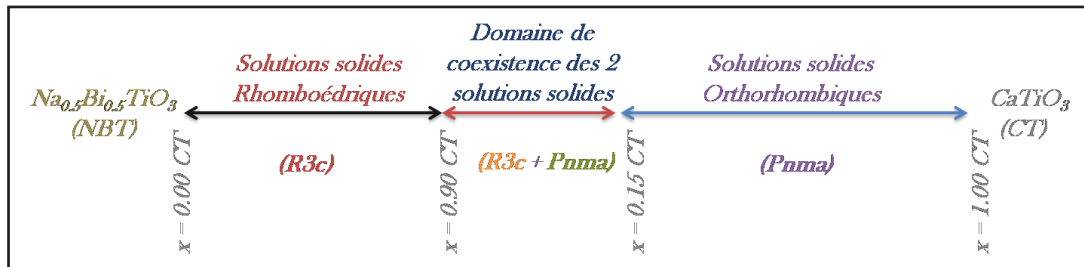 Domaine de
coexistence des 2
solutions solides
Solutions solides
Rhomboédriques
Solutions solides
Orthorhombiques
Na0.5Bi0.5TiO3
(NBT)
CaTiO3
(CT)
(R3c)
(R3c + Pnma)
(Pnma)
x = 0.00 CT
x = 0.90 CT
x = 0.15 CT
x = 1.00 CT